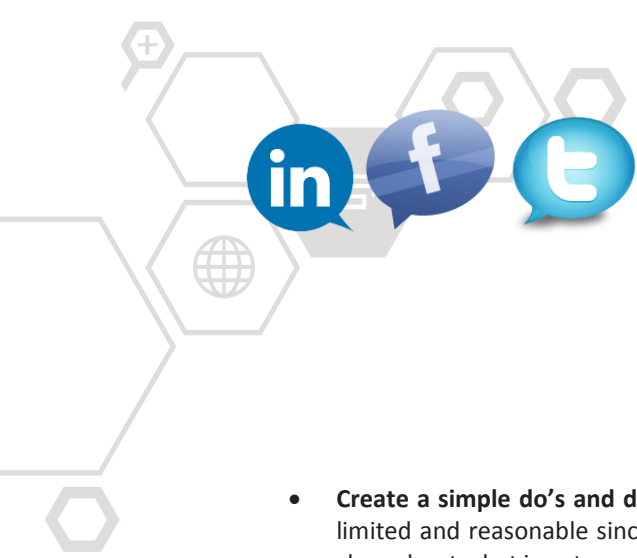 in f t
• Create a simple do's and d
limited and reasonable sinc